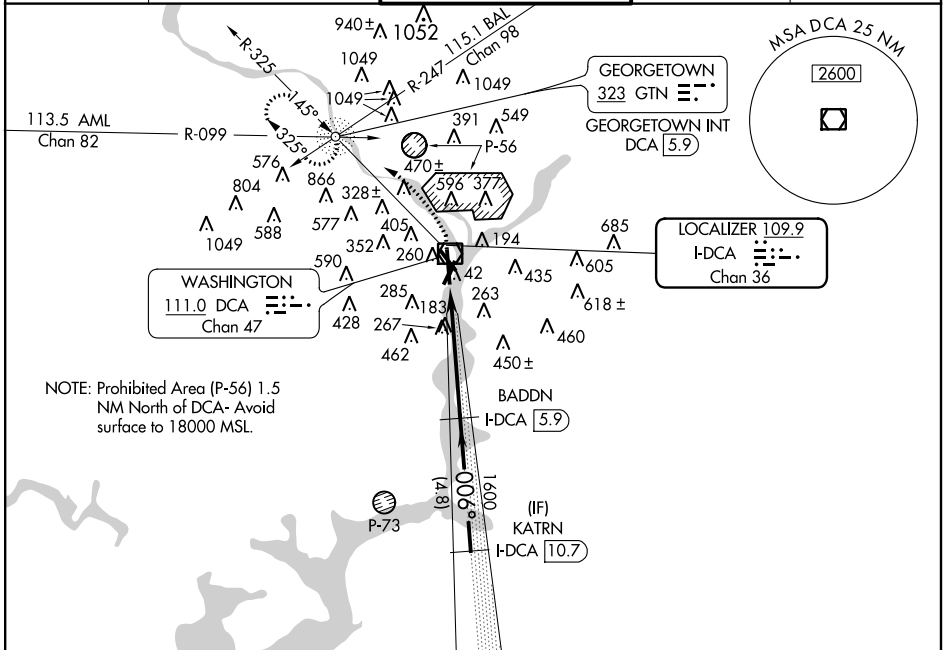 940±
1052
115.1 BAL
Chan 98
R-247
R-325
1049
1049
1049
MSA DCA 25 NM
2600
GEORGETOWN
323 GTN
GEORGETOWN INT
DCA 5.9
113.5 AML
Chan 82
R-099
145°
325°
391
549
P-56
470±
576
866
328±
596
377
804
588
577
405
1049
352
260
194
685
590
42
435
605
LOCALIZER 109.9
I-DCA
Chan 36
WASHINGTON
111.0 DCA
Chan 47
428
285
183
263
618±
267
462
460
450±
NOTE: Prohibited Area (P-56) 1.5
NM North of DCA- Avoid
surface to 18000 MSL.
BADDN
I-DCA 5.9
1600
006°
(4.8)
P-73
(IF)
KATRN
I-DCA 10.7